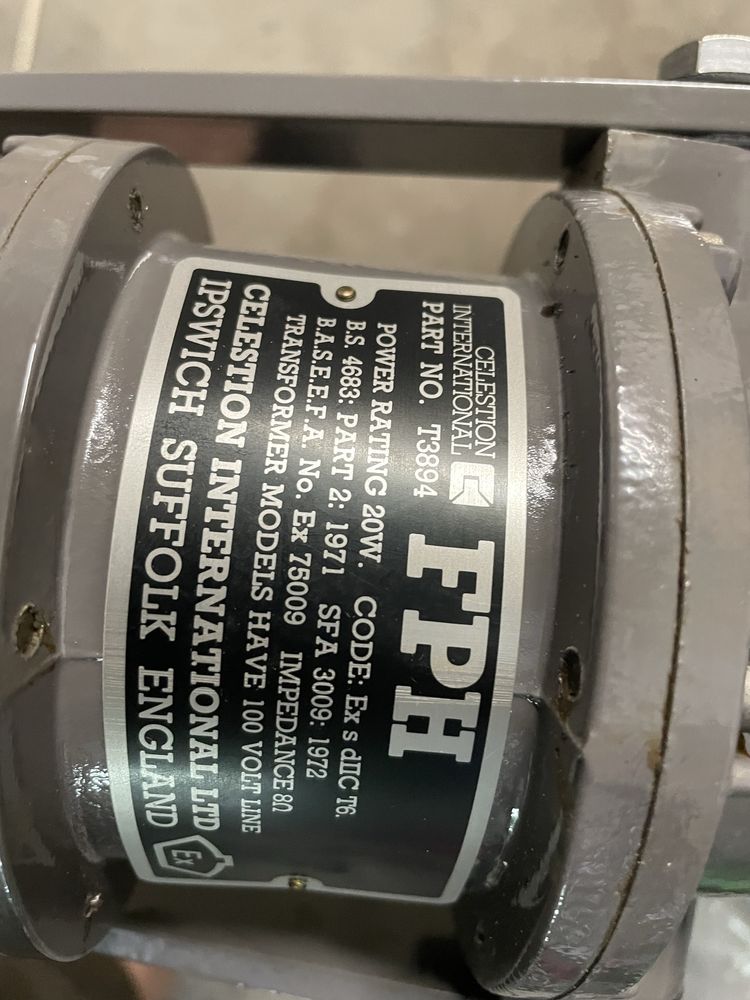 CELESTION
INTERNATIONAL
PART NO. T3894
FPH
POWER RATING 20W. CODE: Ex s dIIC T6.
B.S. 4683: PART 2: 1971 SFA 3009: 1972
B.A.S.E.E.F.A. No. Ex 75009 IMPEDANCE 8Ω
TRANSFORMER MODELS HAVE 100 VOLT LINE
CELESTION INTERNATIONAL LTD
IPSWICH SUFFOLK ENGLAND
Ex